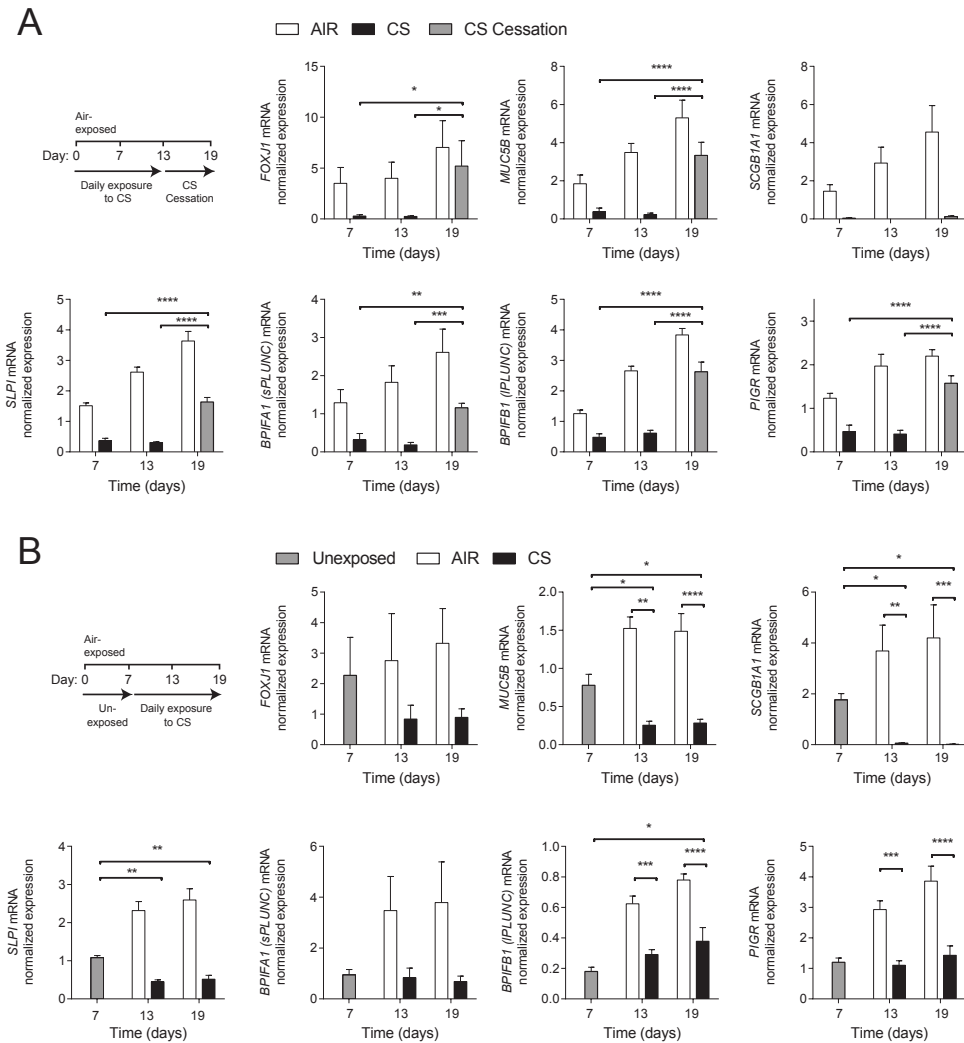 A
AIR CS CS Cessation
Air-
exposed
Day: 0 7 13 19
Daily exposure
to CS
CS
Cessation
FOXJ1 mRNA
normalized expression
15
10
5
0
*
*
7 13 19
Time (days)
MUC5B mRNA
normalized expression
8
6
4
2
0
****
****
7 13 19
Time (days)
SCGB1A1 mRNA
normalized expression
8
6
4
2
0
7 13 19
Time (days)
SLPI mRNA
normalized expression
5
4
3
2
1
0
****
****
7 13 19
Time (days)
BPIFA1 (sPLUNC) mRNA
normalized expression
4
3
2
1
0
**
***
7 13 19
Time (days)
BPIFB1 (lPLUNC) mRNA
normalized expression
5
4
3
2
1
0
****
****
7 13 19
Time (days)
PIGR mRNA
normalized expression
3
2
1
0
****
****
7 13 19
Time (days)
B
Unexposed AIR CS
Air-
exposed
Day: 0 7 13 19
Un-
exposed
Daily exposure
to CS
FOXJ1 mRNA
normalized expression
5
4
3
2
1
0
7 13 19
Time (days)
MUC5B mRNA
normalized expression
2.0
1.5
1.0
0.5
0.0
*
*
** ****
7 13 19
Time (days)
SCGB1A1 mRNA
normalized expression
6
4
2
0
*
*
** ***
7 13 19
Time (days)
SLPI mRNA
normalized expression
4
3
2
1
0
**
**
7 13 19
Time (days)
BPIFA1 (sPLUNC) mRNA
normalized expression
6
4
2
0
7 13 19
Time (days)
BPIFB1 (lPLUNC) mRNA
normalized expression
1.0
0.8
0.6
0.4
0.2
0.0
*
*** ****
7 13 19
Time (days)
PIGR mRNA
normalized expression
5
4
3
2
1
0
*** ****
7 13 19
Time (days)